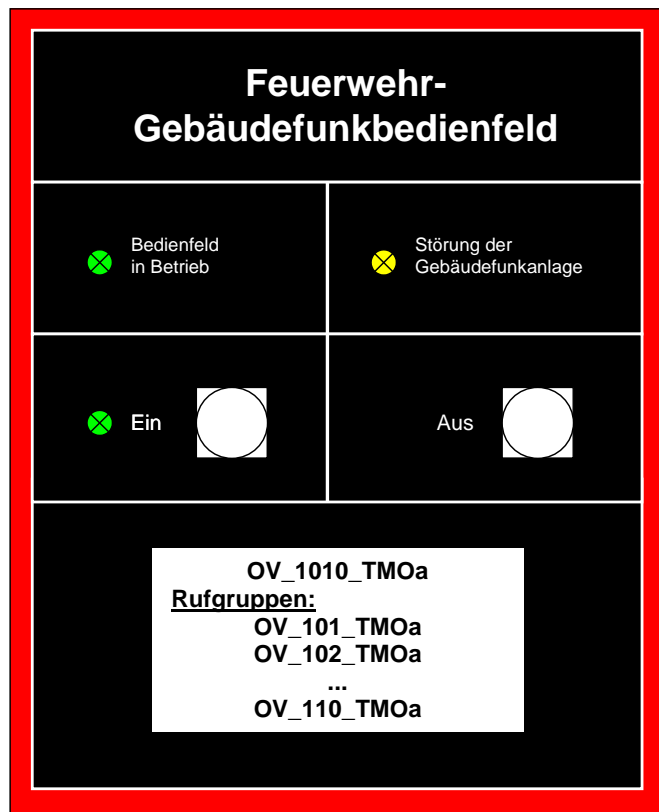 Feuerwehr-
Gebäudefunkbedienfeld
Bedienfeld
in Betrieb
Störung der
Gebäudefunkanlage
Ein
Aus
OV_1010_TMOa
Rufgruppen:
OV_101_TMOa
OV_102_TMOa
...
OV_110_TMOa